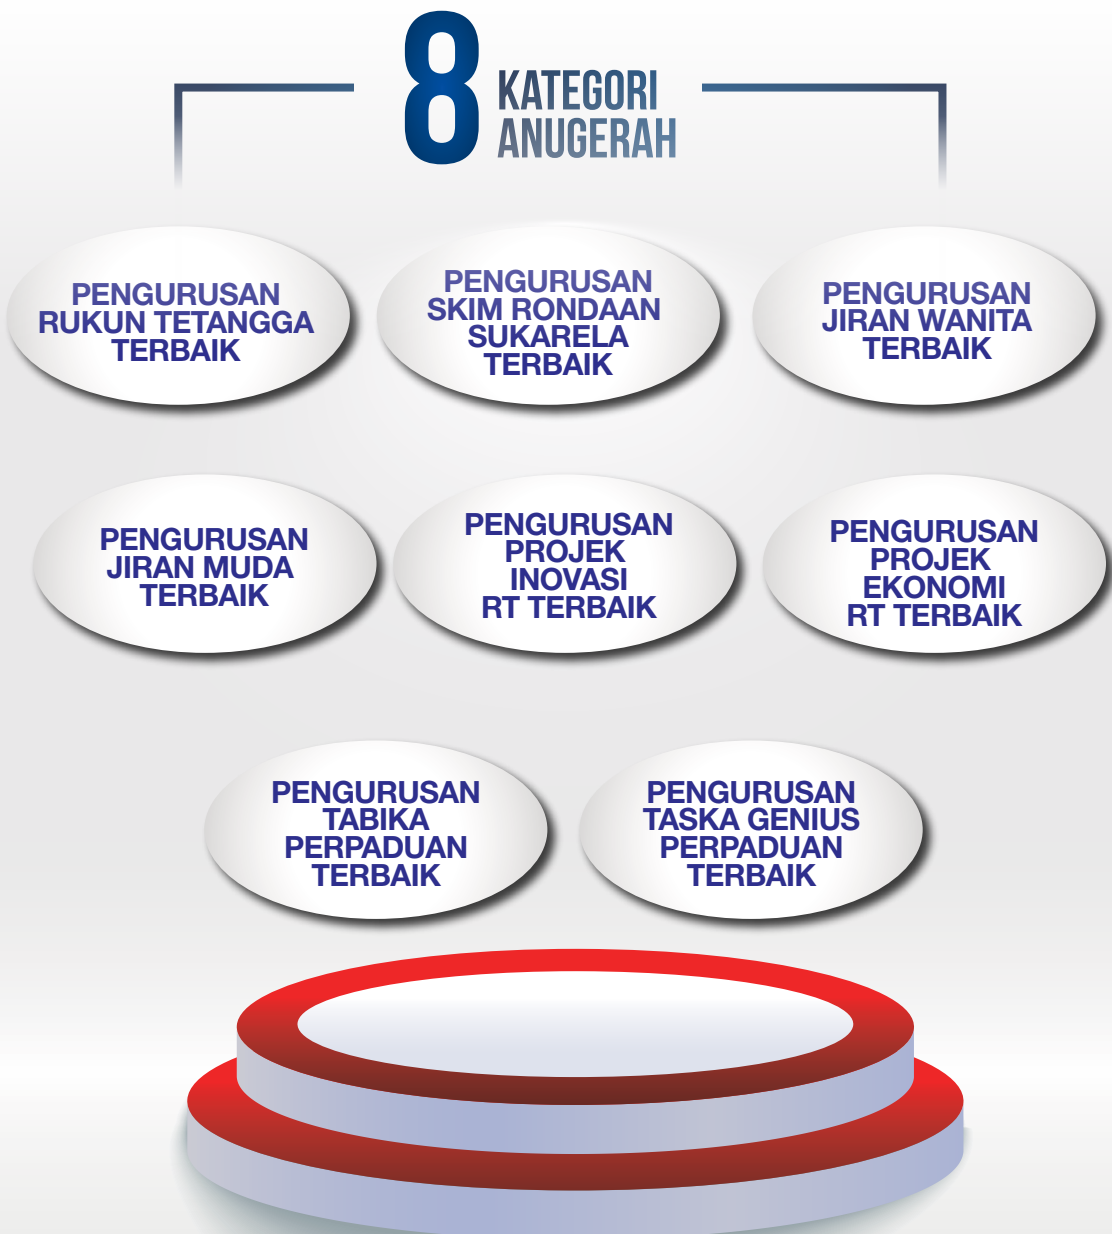 8 KATEGORI
ANUGERAH
PENGURUSAN
RUKUN TETANGGA
TERBAIK
PENGURUSAN
SKIM RONDAAN
SUKARELA
TERBAIK
PENGURUSAN
JIRAN WANITA
TERBAIK
PENGURUSAN
JIRAN MUDA
TERBAIK
PENGURUSAN
PROJEK
INOVASI
RT TERBAIK
PENGURUSAN
PROJEK
EKONOMI
RT TERBAIK
PENGURUSAN
TABIKA
PERPADUAN
TERBAIK
PENGURUSAN
TASKA GENIUS
PERPADUAN
TERBAIK